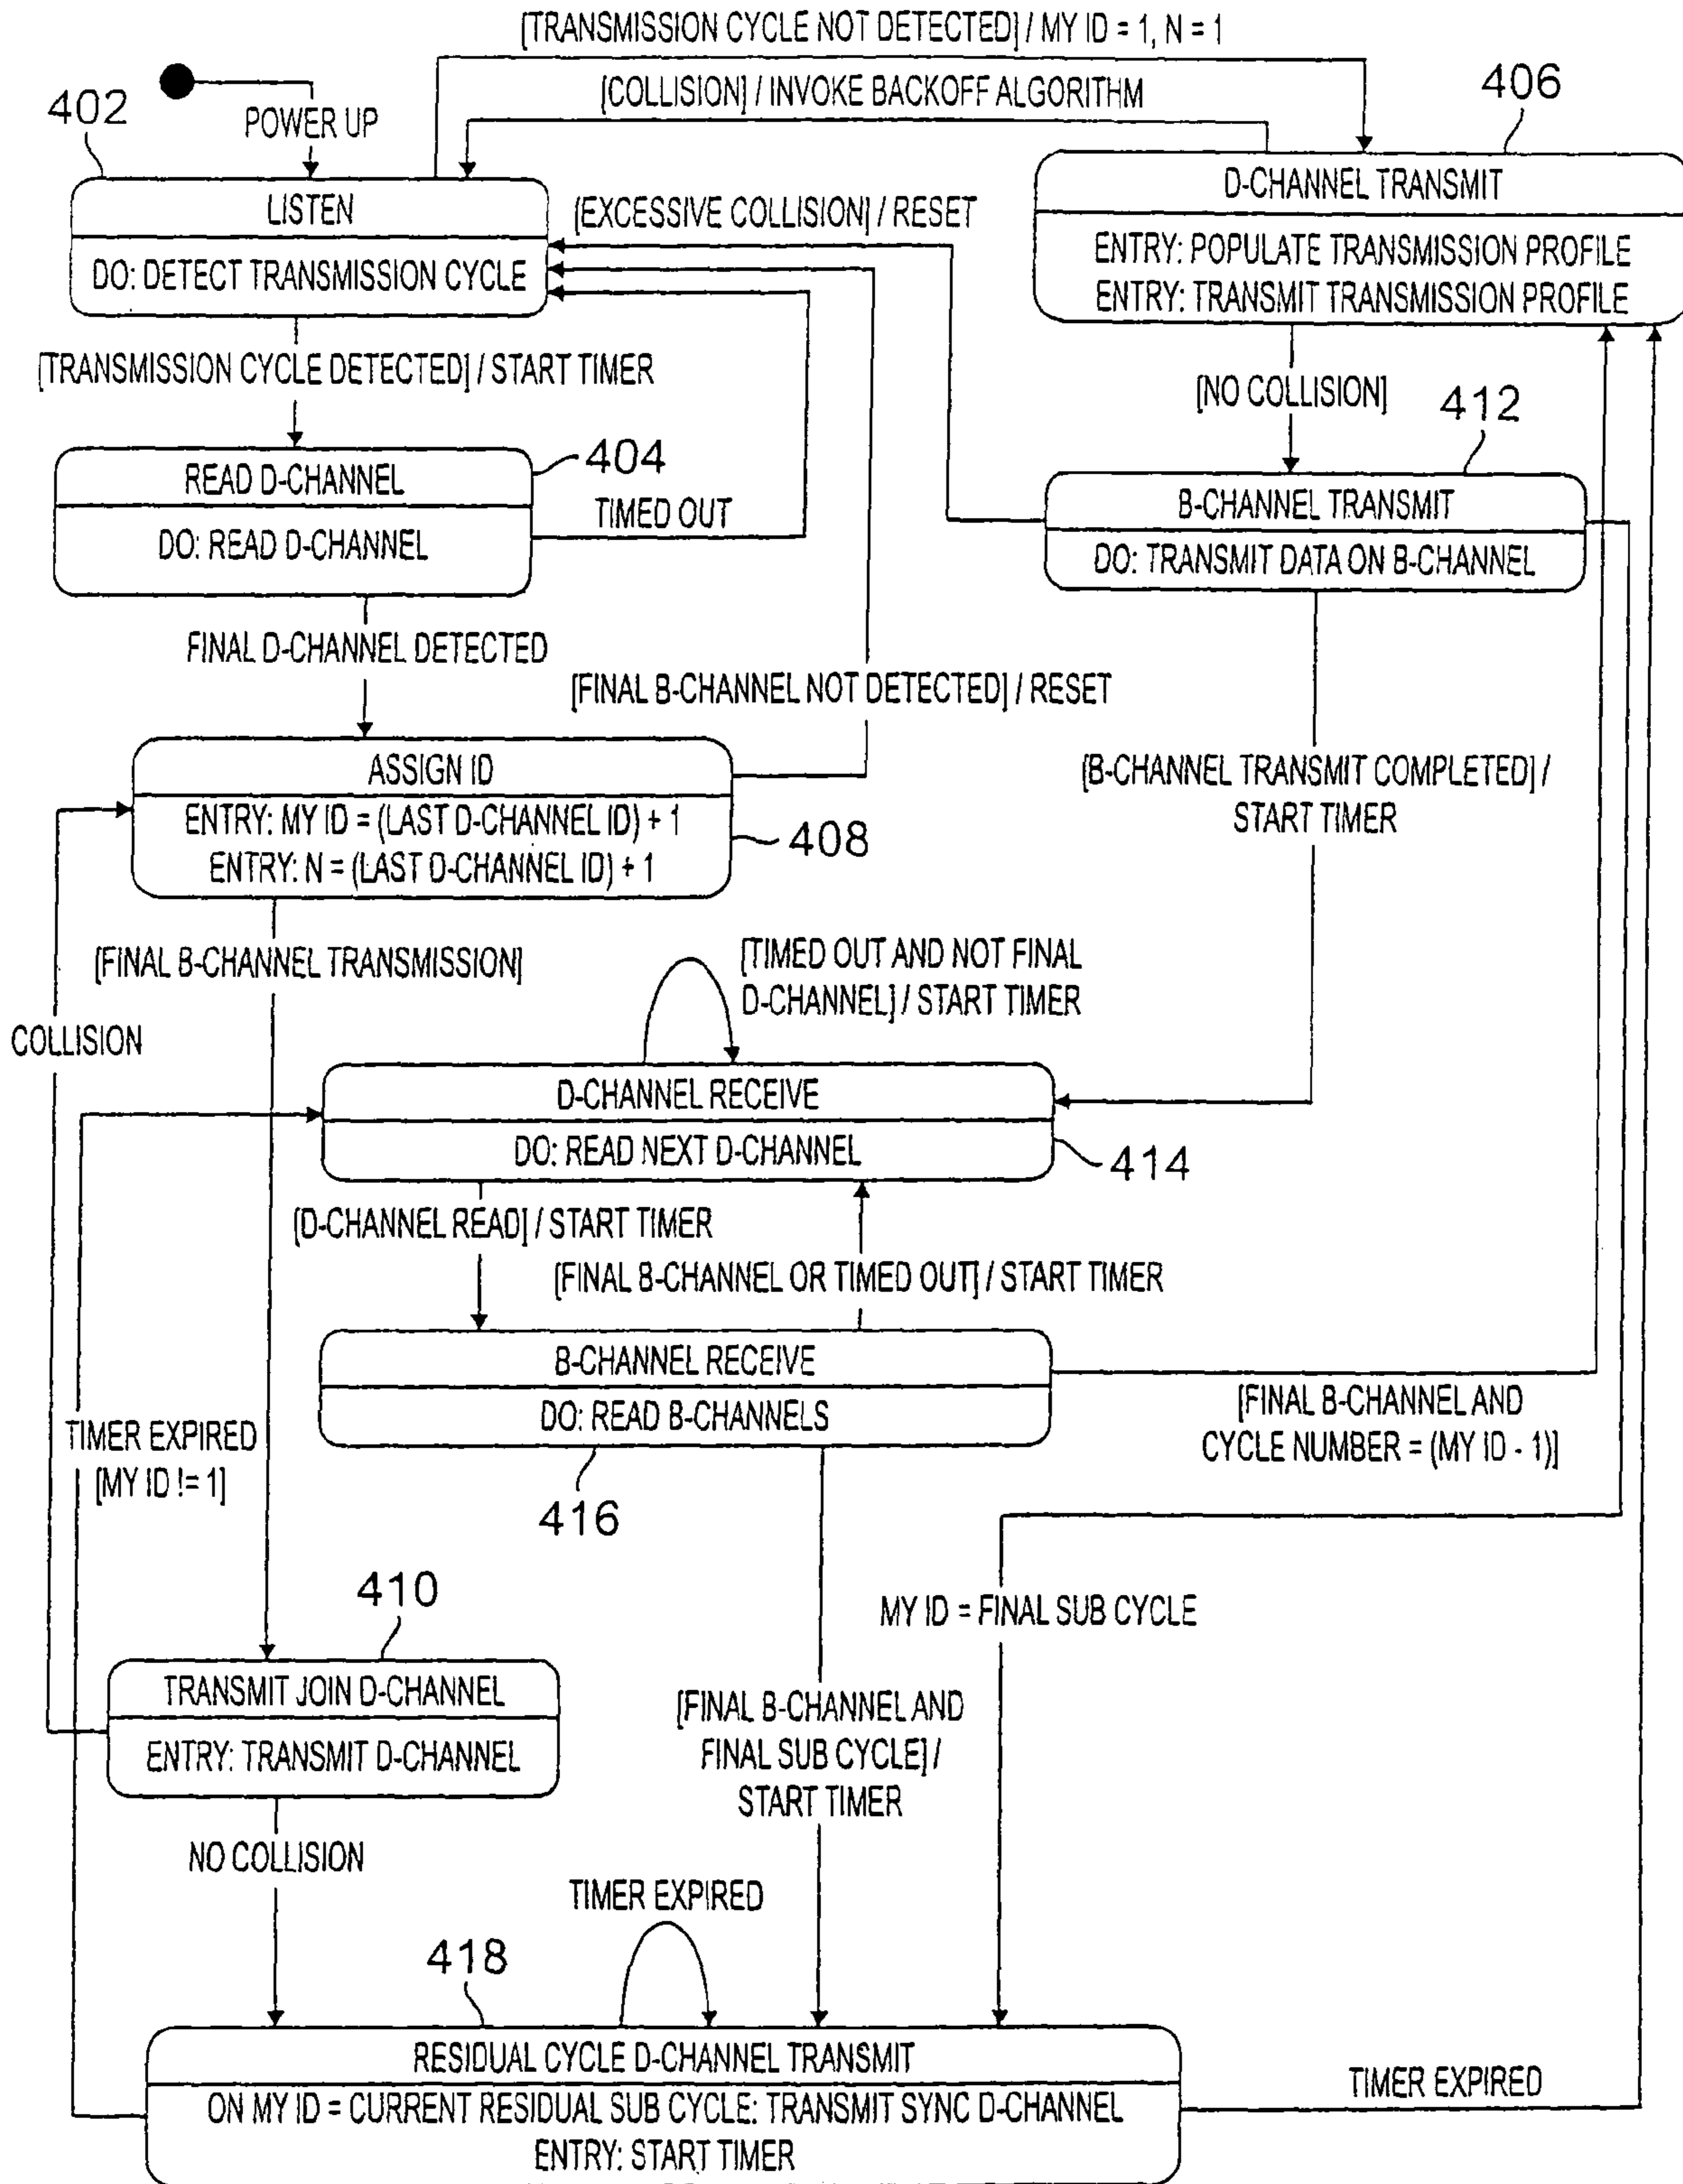 [TRANSMISSION CYCLE NOT DETECTED] / MY ID = 1, N = 1
[COLLISION] / INVOKE BACKOFF ALGORITHM
402
POWER UP
406
LISTEN
DO: DETECT TRANSMISSION CYCLE
[EXCESSIVE COLLISION] / RESET
D-CHANNEL TRANSMIT
ENTRY: POPULATE TRANSMISSION PROFILE
ENTRY: TRANSMIT TRANSMISSION PROFILE
[TRANSMISSION CYCLE DETECTED] / START TIMER
[NO COLLISION]
412
404
READ D-CHANNEL
DO: READ D-CHANNEL
TIMED OUT
B-CHANNEL TRANSMIT
DO: TRANSMIT DATA ON B-CHANNEL
FINAL D-CHANNEL DETECTED
[FINAL B-CHANNEL NOT DETECTED] / RESET
ASSIGN ID
ENTRY: MY ID = (LAST D-CHANNEL ID) + 1
ENTRY: N = (LAST D-CHANNEL ID) + 1
408
[B-CHANNEL TRANSMIT COMPLETED] /
START TIMER
[FINAL B-CHANNEL TRANSMISSION]
[TIMED OUT AND NOT FINAL
D-CHANNEL] / START TIMER
COLLISION
D-CHANNEL RECEIVE
DO: READ NEXT D-CHANNEL
414
[D-CHANNEL READ] / START TIMER
[FINAL B-CHANNEL OR TIMED OUT] / START TIMER
B-CHANNEL RECEIVE
DO: READ B-CHANNELS
416
[FINAL B-CHANNEL AND
CYCLE NUMBER = (MY ID - 1)]
TIMER EXPIRED
[MY ID != 1]
410
MY ID = FINAL SUB CYCLE
TRANSMIT JOIN D-CHANNEL
ENTRY: TRANSMIT D-CHANNEL
[FINAL B-CHANNEL AND
FINAL SUB CYCLE] /
START TIMER
NO COLLISION
TIMER EXPIRED
418
RESIDUAL CYCLE D-CHANNEL TRANSMIT
ON MY ID = CURRENT RESIDUAL SUB CYCLE: TRANSMIT SYNC D-CHANNEL
ENTRY: START TIMER
TIMER EXPIRED